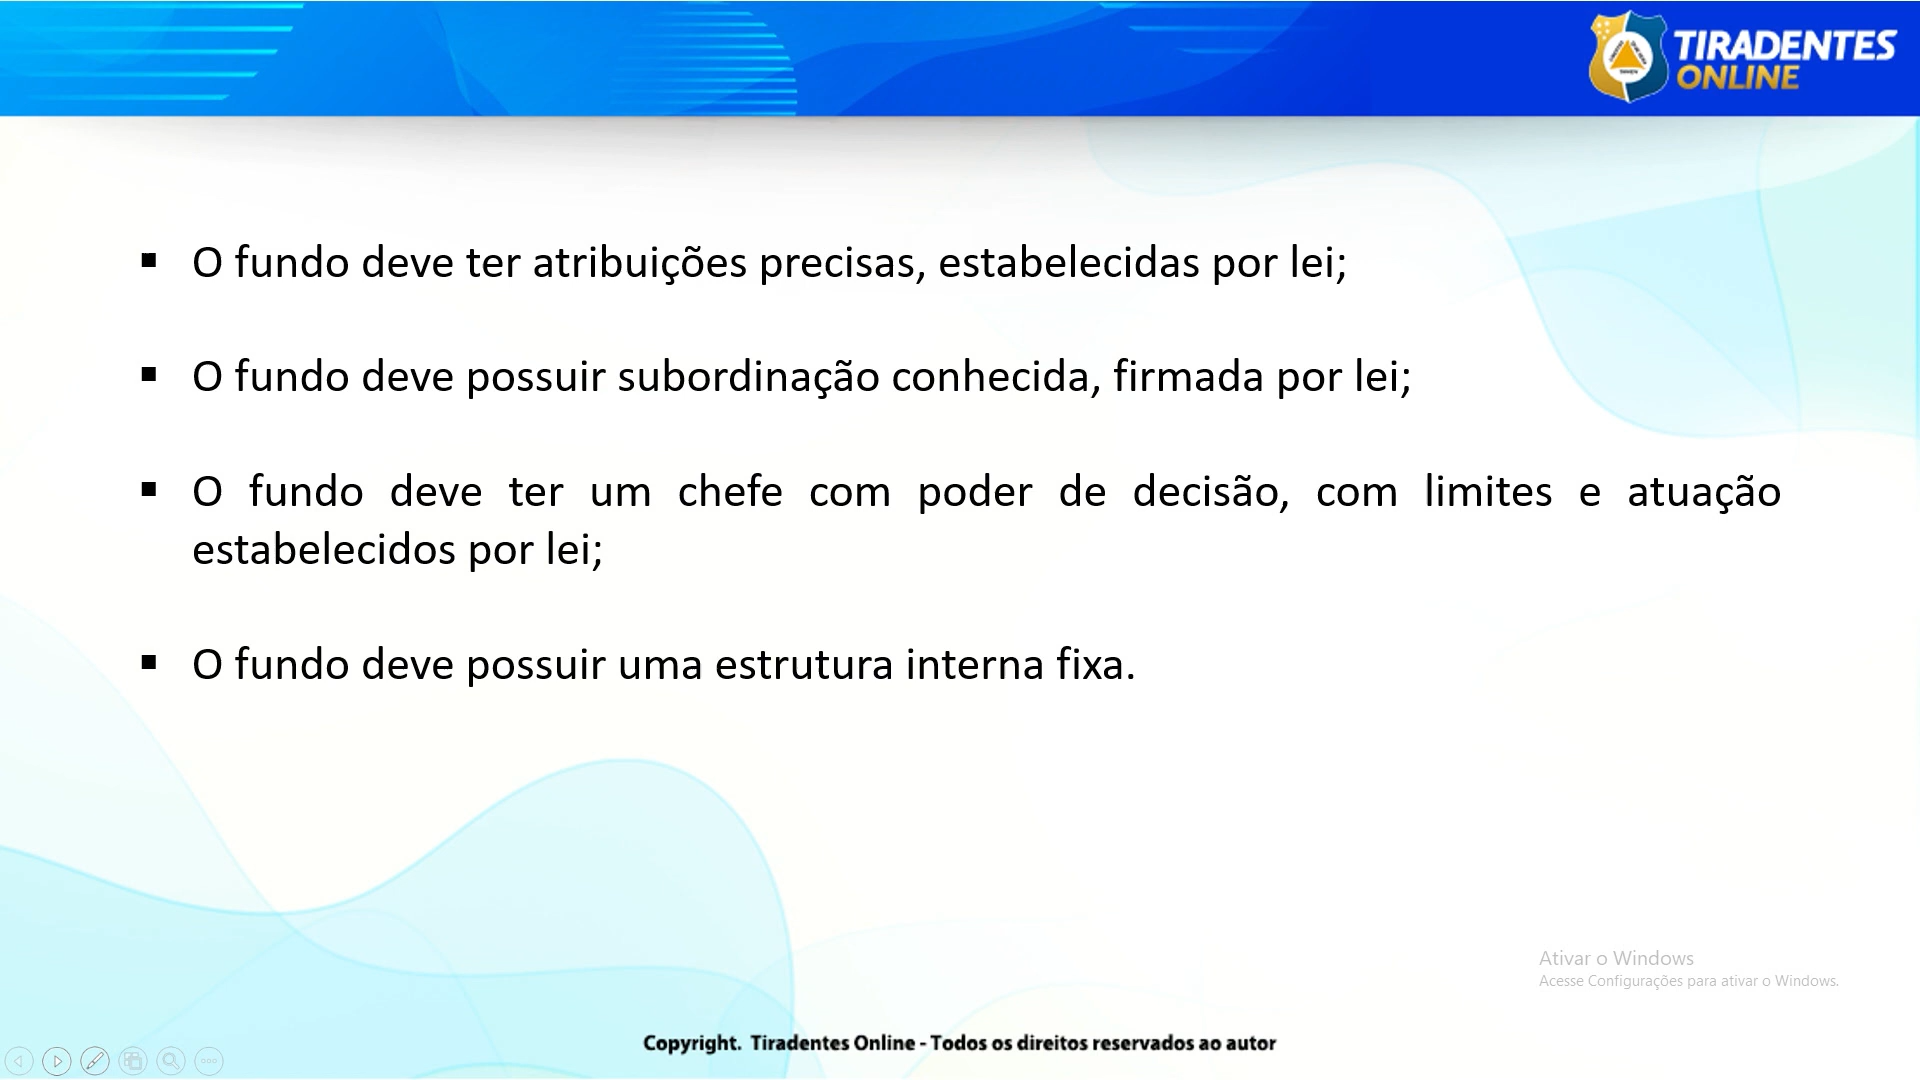 TIRADENTES
ONLINE
▪ O fundo deve ter atribuições precisas, estabelecidas por lei;
▪ O fundo deve possuir subordinação conhecida, firmada por lei;
▪ O fundo deve ter um chefe com poder de decisão, com limites e atuação
estabelecidos por lei;
▪ O fundo deve possuir uma estrutura interna fixa.
Ativar o Windows
Acesse Configurações para ativar o Windows.
Copyright. Tiradentes Online - Todos os direitos reservados ao autor